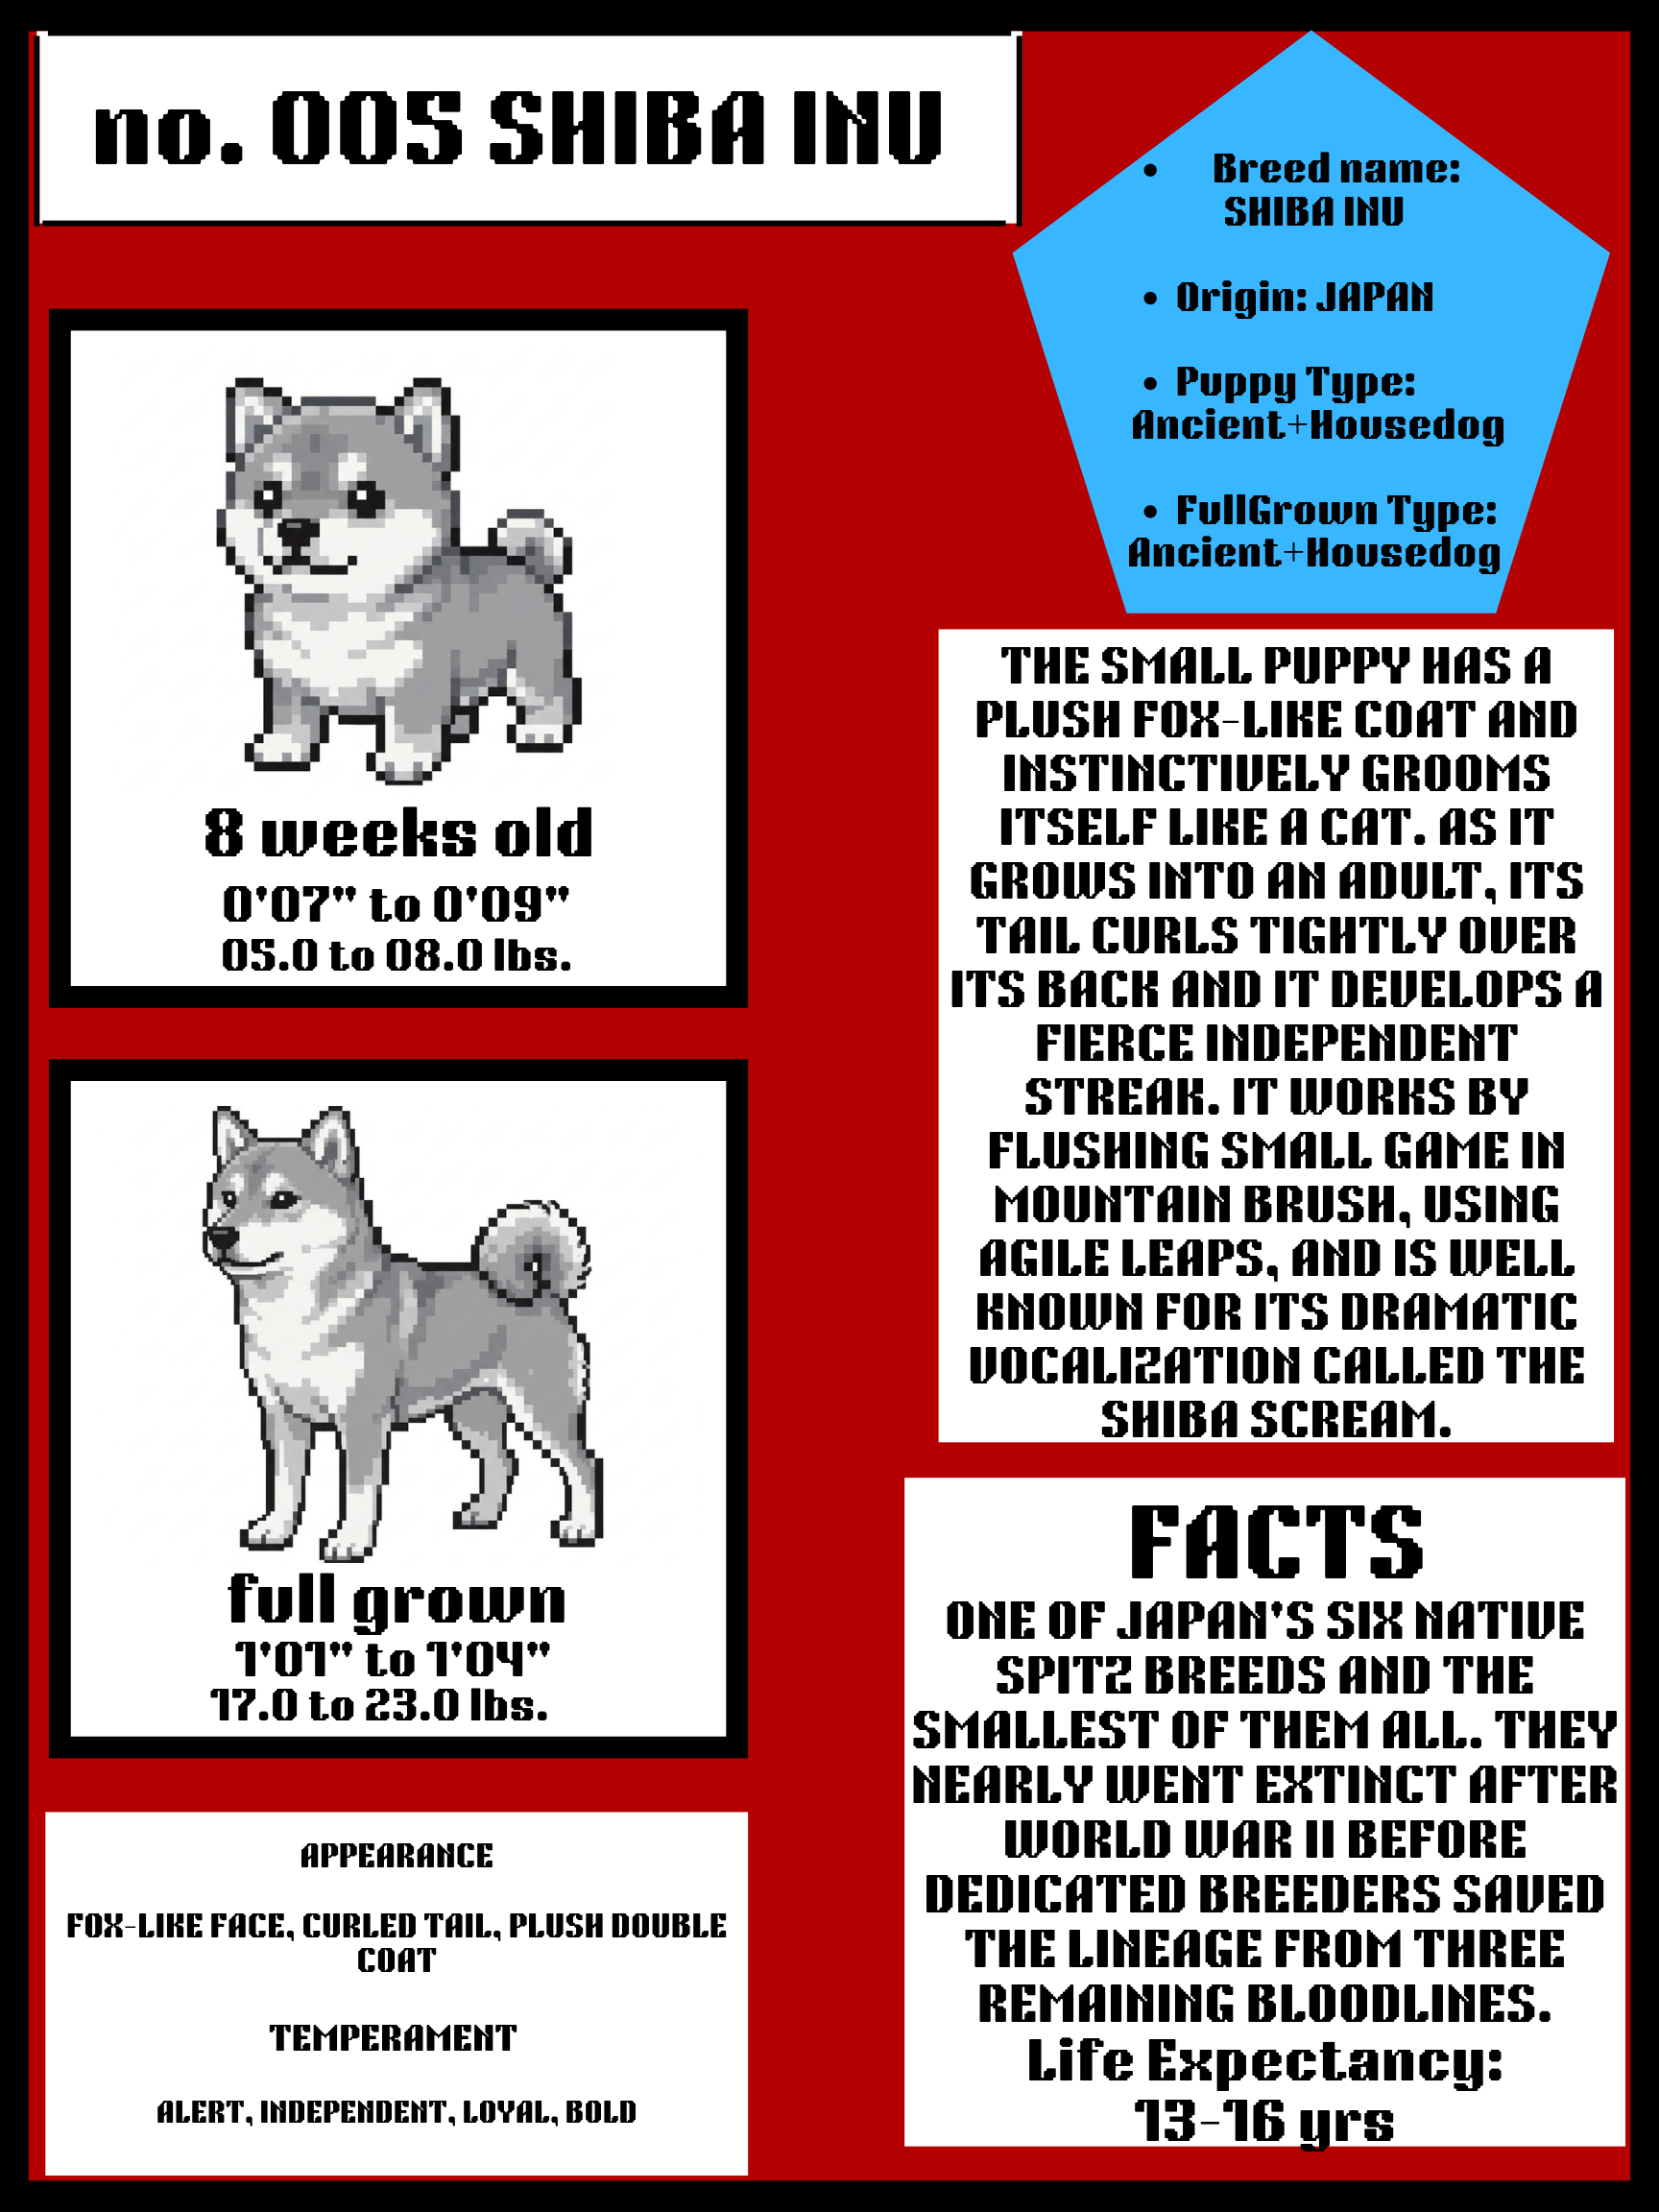 no. 005 SHIBA INU
• Breed name:
SHIBA INU
• Origin: JAPAN
• Puppy Type:
Ancient+Housedog
• FullGrown Type:
Ancient+Housedog
8 weeks old
0'07" to 0'09"
05.0 to 08.0 lbs.
THE SMALL PUPPY HAS A
PLUSH FOX-LIKE COAT AND
INSTINCTIVELY GROOMS
ITSELF LIKE A CAT. AS IT
GROWS INTO AN ADULT, ITS
TAIL CURLS TIGHTLY OVER
ITS BACK AND IT DEVELOPS A
FIERCE INDEPENDENT
STREAK. IT WORKS BY
FLUSHING SMALL GAME IN
MOUNTAIN BRUSH, USING
AGILE LEAPS, AND IS WELL
KNOWN FOR ITS DRAMATIC
VOCALIZATION CALLED THE
SHIBA SCREAM.
full grown
1'01" to 1'04"
17.0 to 23.0 lbs.
FACTS
ONE OF JAPAN'S SIX NATIVE
SPITZ BREEDS AND THE
SMALLEST OF THEM ALL. THEY
NEARLY WENT EXTINCT AFTER
WORLD WAR II BEFORE
DEDICATED BREEDERS SAVED
THE LINEAGE FROM THREE
REMAINING BLOODLINES.
Life Expectancy:
13-16 yrs
APPEARANCE
FOX-LIKE FACE, CURLED TAIL, PLUSH DOUBLE
COAT
TEMPERAMENT
ALERT, INDEPENDENT, LOYAL, BOLD